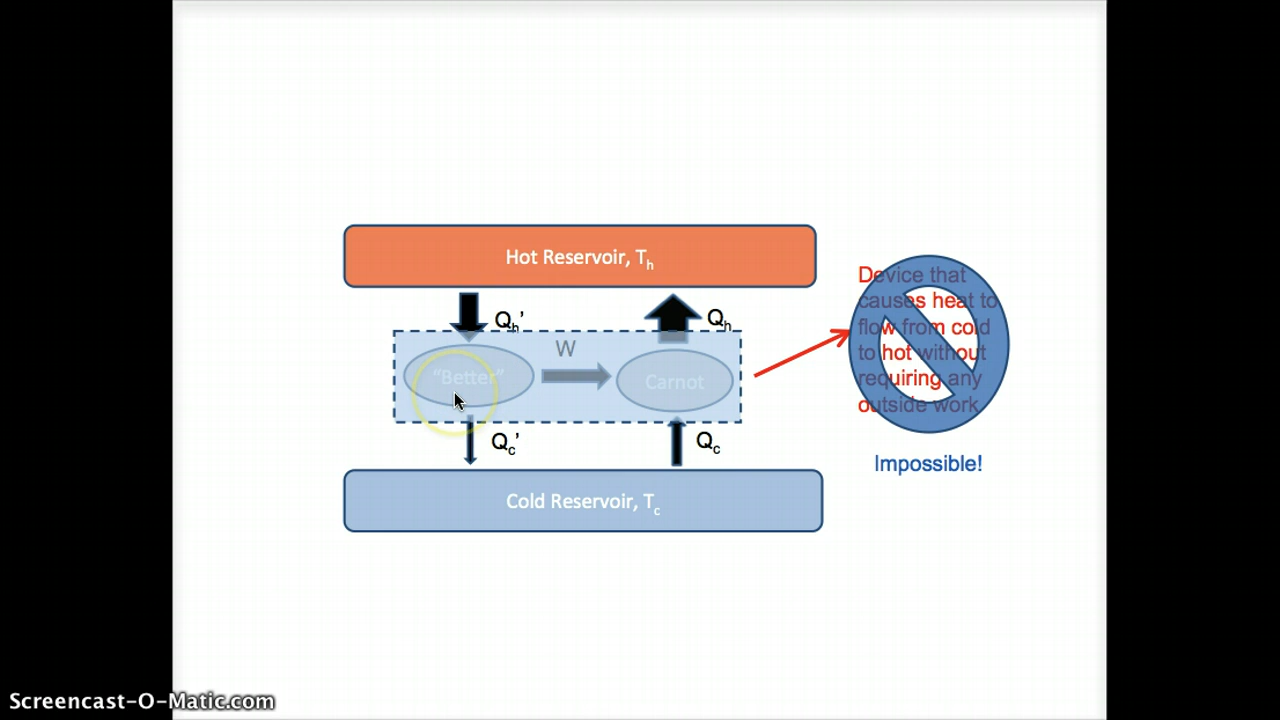 Hot Reservoir, Th
Device that
causes heat to
flow from cold
to hot without
requiring any
outside work
Qh’
Qh
W
“Better”
Carnot
Qc’
Qc
Impossible!
Cold Reservoir, Tc
Screencast-O-Matic.com